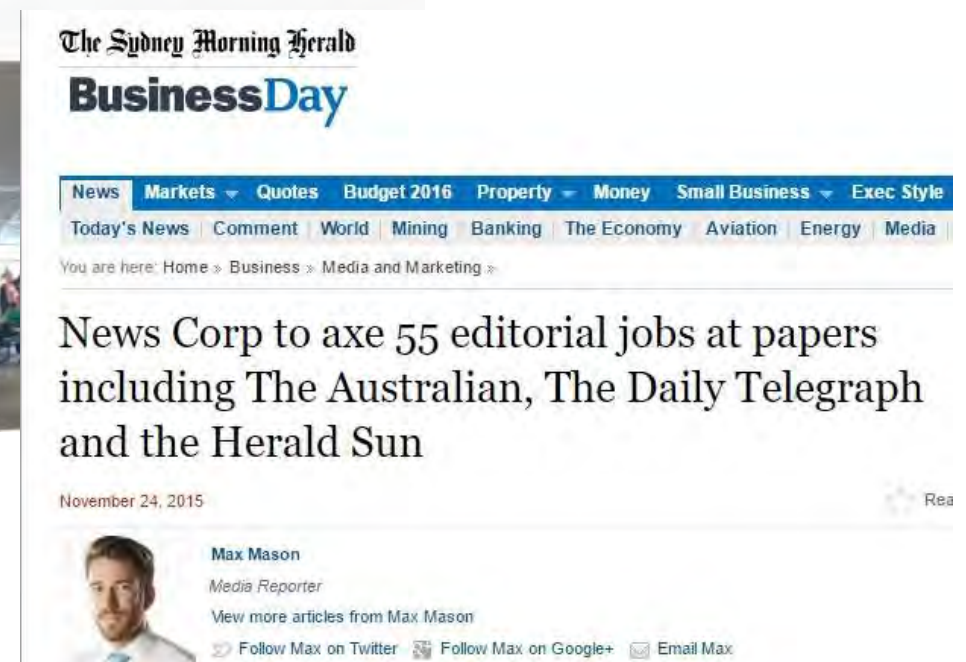 The Sydney Morning Herald
BusinessDay
News Markets Quotes Budget 2016 Property Money Small Business Exec Style
Today's News Comment World Mining Banking The Economy Aviation Energy Media
You are here: Home » Business » Media and Marketing »
News Corp to axe 55 editorial jobs at papers
including The Australian, The Daily Telegraph
and the Herald Sun
November 24, 2015
Rea
Max Mason
Media Reporter
View more articles from Max Mason
Follow Max on Twitter Follow Max on Google+ Email Max